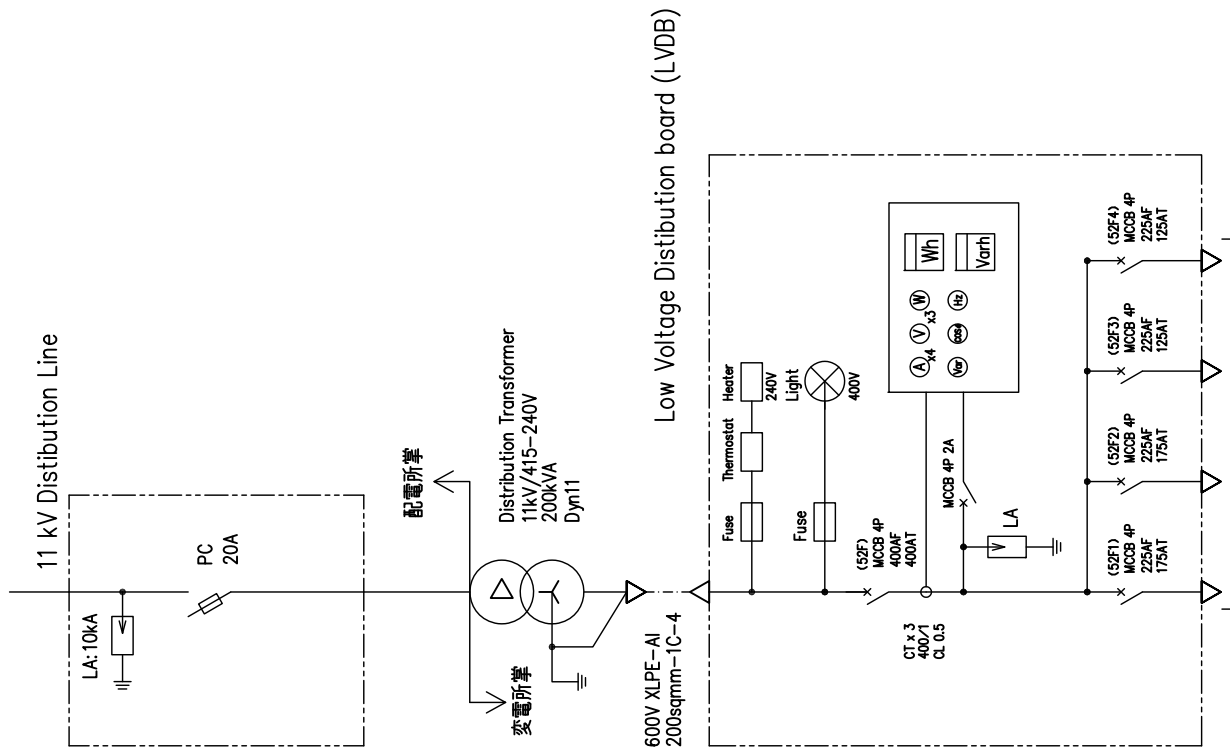 11 kV Distibution Line
LA:10kA
PC
20A
配電所掌
変電所掌
Distribution Transformer
11kV/415-240V
200kVA
Dyn11
600V XLPE-Al
200sqmm-1C-4
Low Voltage Distibution board (LVDB)
Fuse
Thermostat
Heater
240V
Fuse
Light
400V
(52F)
MCCB 4P
400AF
400AT
CT x 3
400/1
CL 0.5
MCCB 4P 2A
LA
A
x4
V
x3
W
Var
cosø
Hz
Wh
Varh
(52F1)
MCCB 4P
225AF
175AT
(52F2)
MCCB 4P
225AF
175AT
(52F3)
MCCB 4P
225AF
125AT
(52F4)
MCCB 4P
225AF
125AT